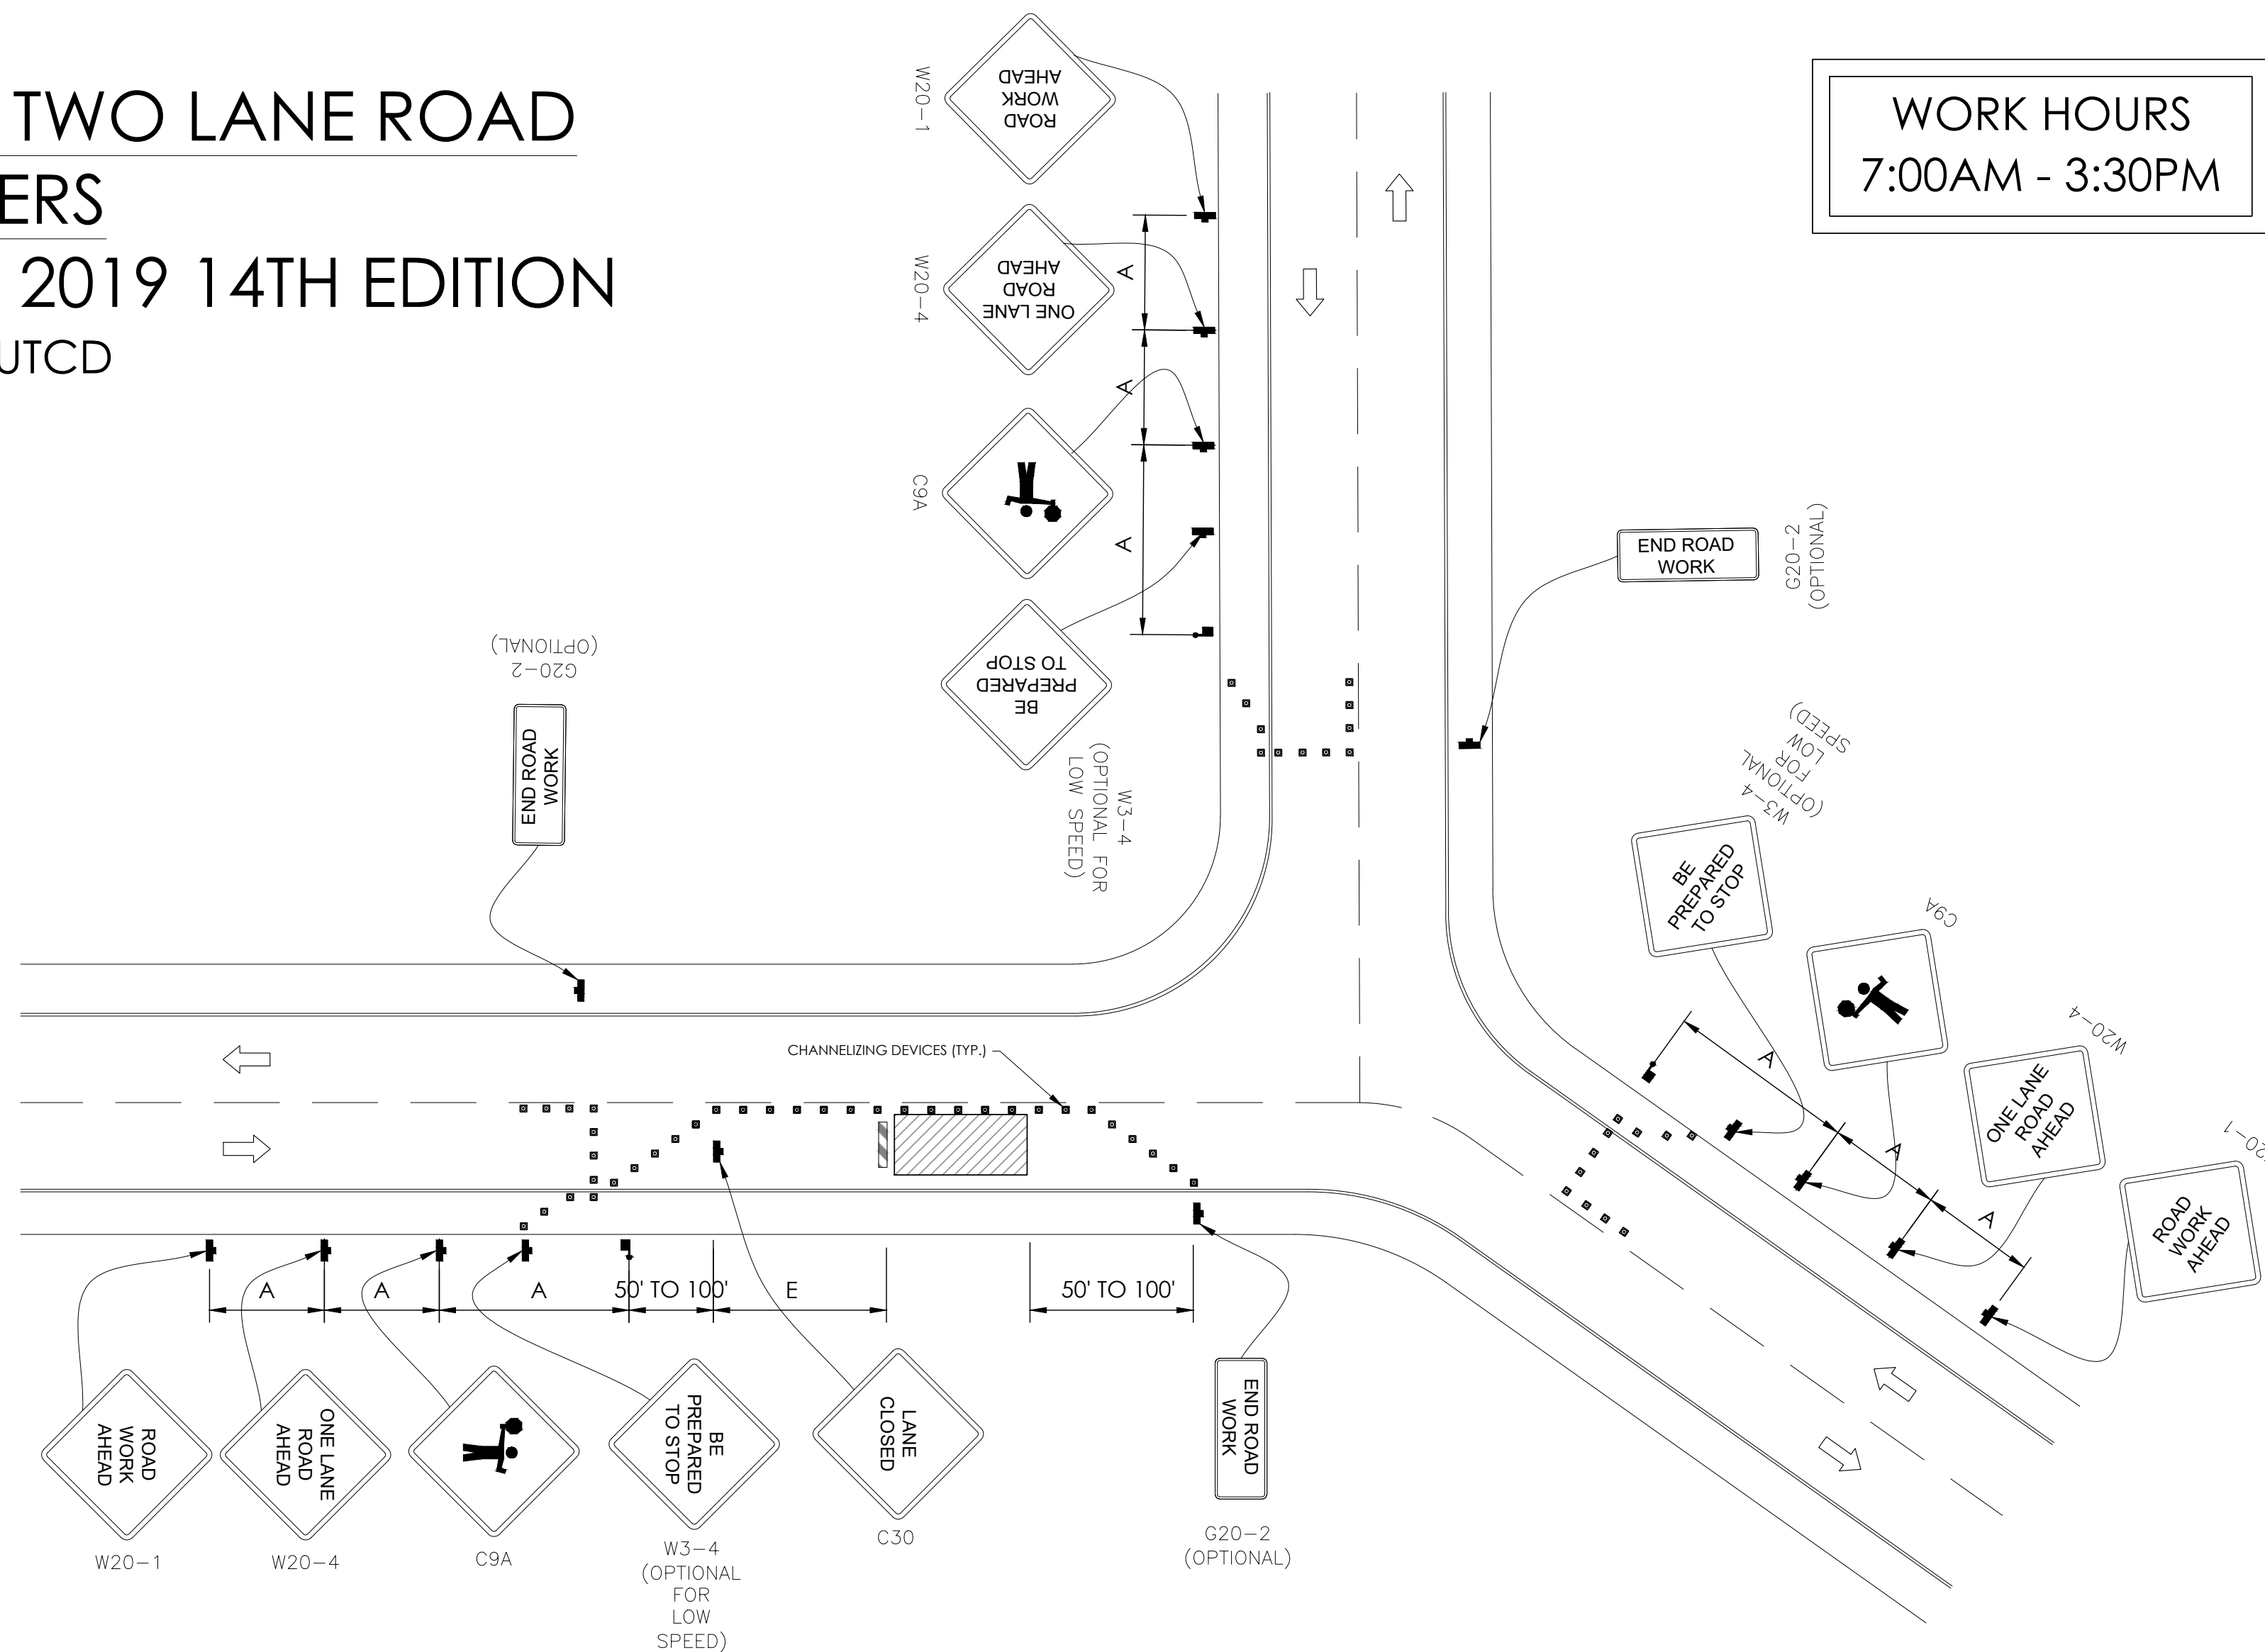 TWO LANE ROAD
ERS
2019 14TH EDITION
UTCD
WORK HOURS
7:00AM - 3:30PM
W20-1
ROAD
WORK
AHEAD
W20-4
ONE LANE
ROAD
AHEAD
C9A
BE
PREPARED
TO STOP
W3-4
(OPTIONAL FOR
LOW SPEED)
A
A
A
END ROAD
WORK
G20-2
(OPTIONAL)
G20-2
(OPTIONAL)
END ROAD
WORK
W3-4
(OPTIONAL
FOR
LOW
SPEED)
BE
PREPARED
TO STOP
C9A
W20-4
ONE LANE
ROAD
AHEAD
20-1
ROAD
WORK
AHEAD
A
A
A
CHANNELIZING DEVICES (TYP.)
A
A
A
50' TO 100'
E
50' TO 100'
ROAD
WORK
AHEAD
W20-1
ONE LANE
ROAD
AHEAD
W20-4
C9A
BE
PREPARED
TO STOP
W3-4
(OPTIONAL
FOR
LOW
SPEED)
LANE
CLOSED
C30
END ROAD
WORK
G20-2
(OPTIONAL)